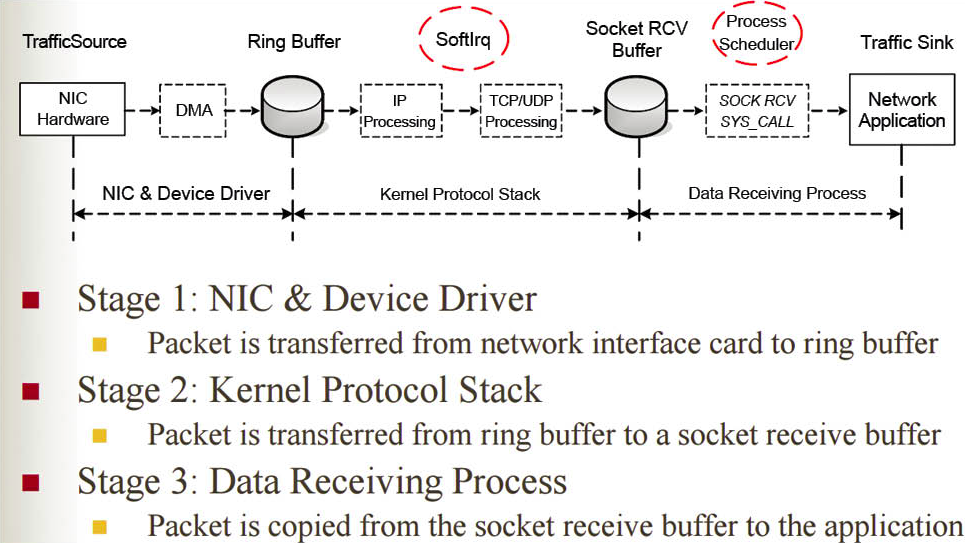 TrafficSource
Ring Buffer
SoftIrq
Socket RCV
Buffer
Process
Scheduler
Traffic Sink
NIC
Hardware
DMA
IP
Processing
TCP/UDP
Processing
SOCK RCV
SYS_CALL
Network
Application
NIC & Device Driver
Kernel Protocol Stack
Data Receiving Process
Stage 1: NIC & Device Driver
Packet is transferred from network interface card to ring buffer
Stage 2: Kernel Protocol Stack
Packet is transferred from ring buffer to a socket receive buffer
Stage 3: Data Receiving Process
Packet is copied from the socket receive buffer to the application